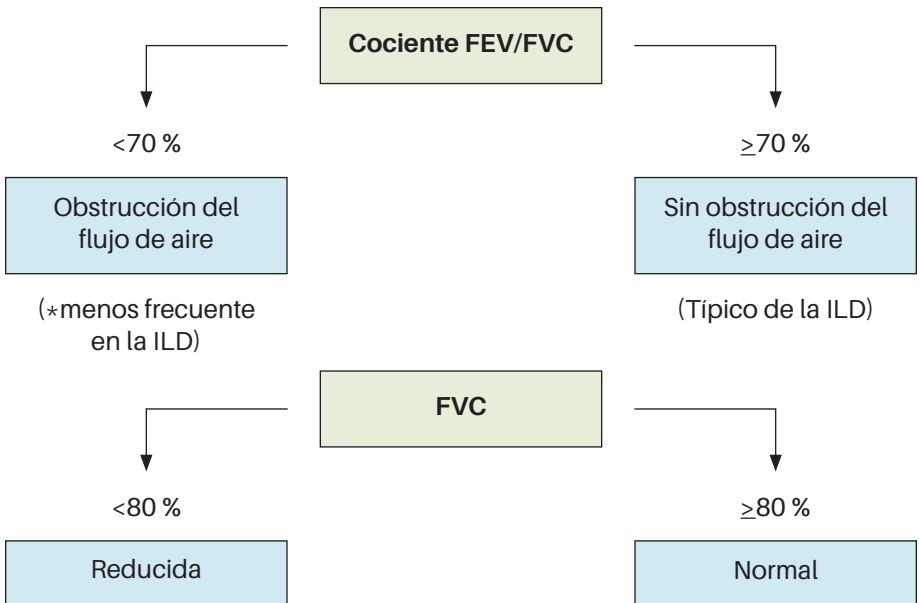 Cociente FEV/FVC
<70 %
≥70 %
Obstrucción del
flujo de aire
Sin obstrucción del
flujo de aire
(*menos frecuente
en la ILD)
(Típico de la ILD)
FVC
<80 %
≥80 %
Reducida
Normal